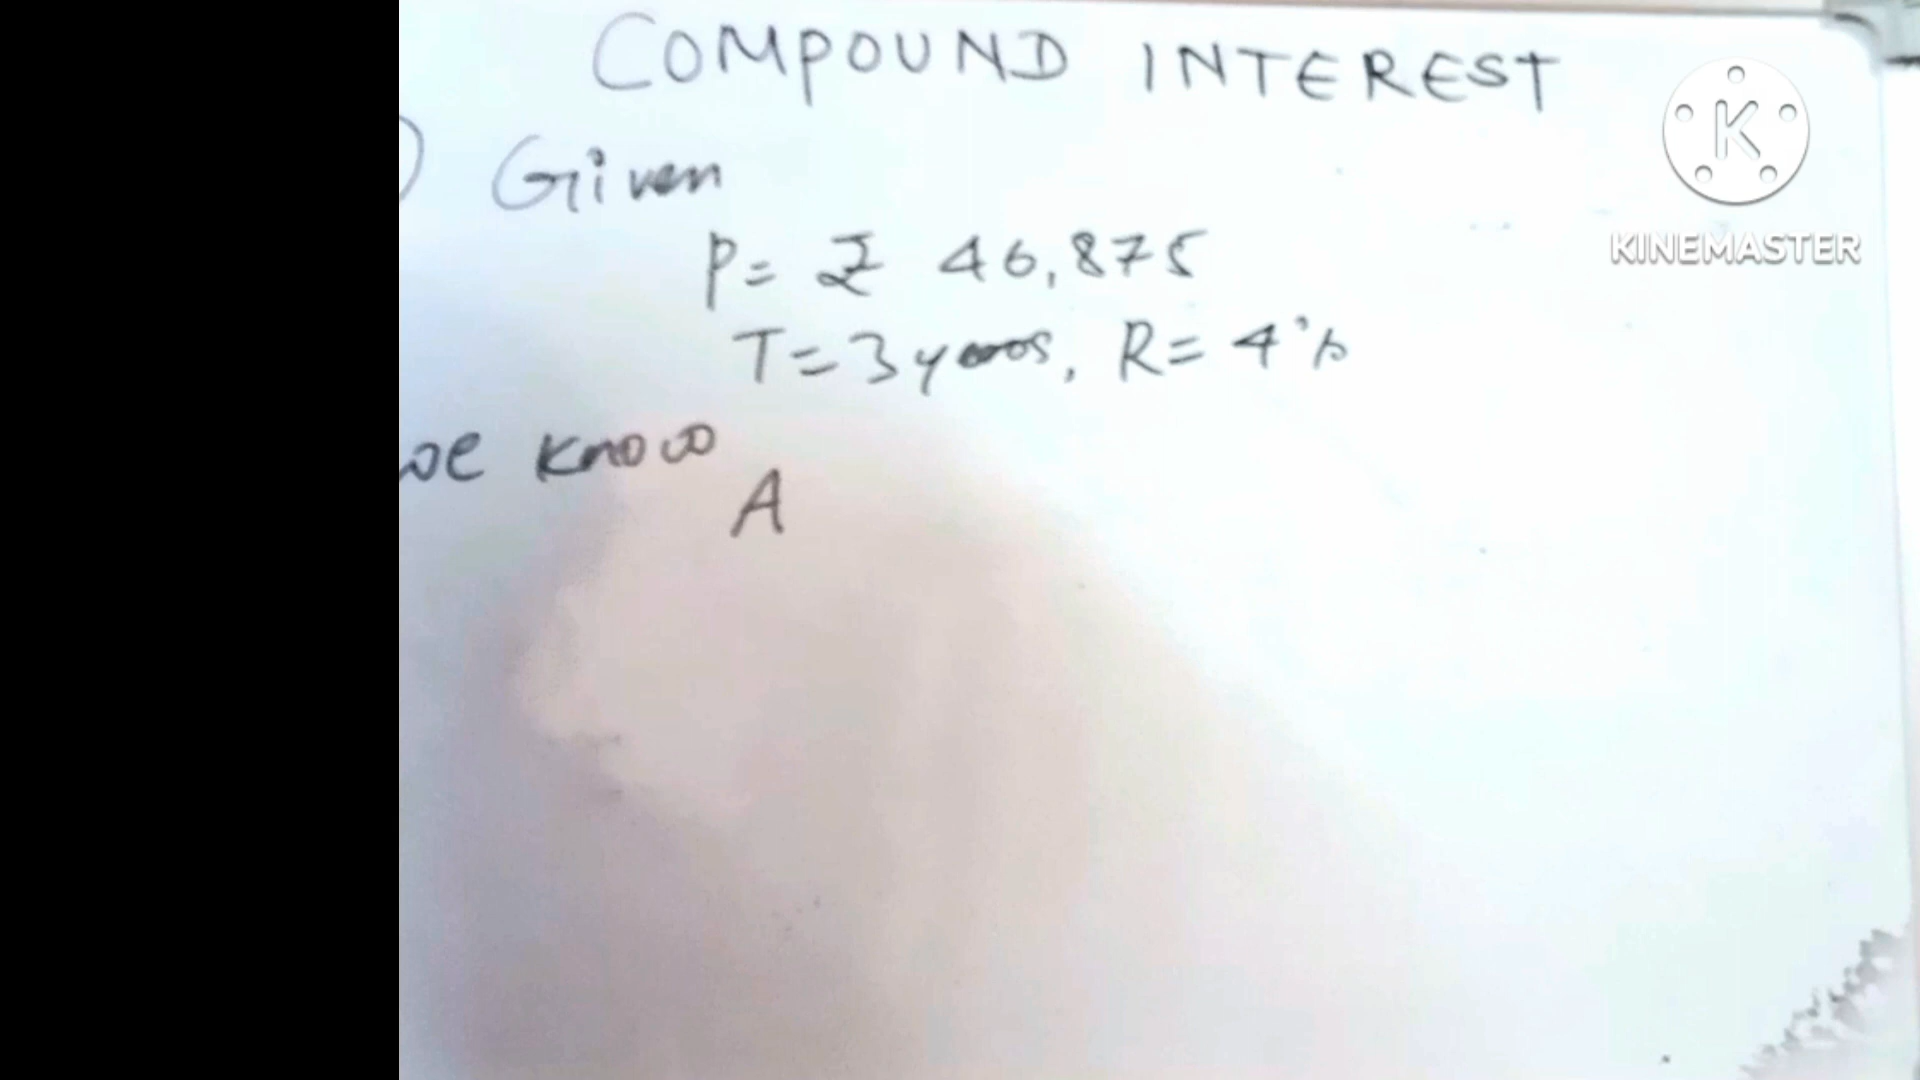 COMPOUND INTEREST
) Given
P = ₹ 46,875
T = 3 years, R = 4%
we know
A
K
KINEMASTER